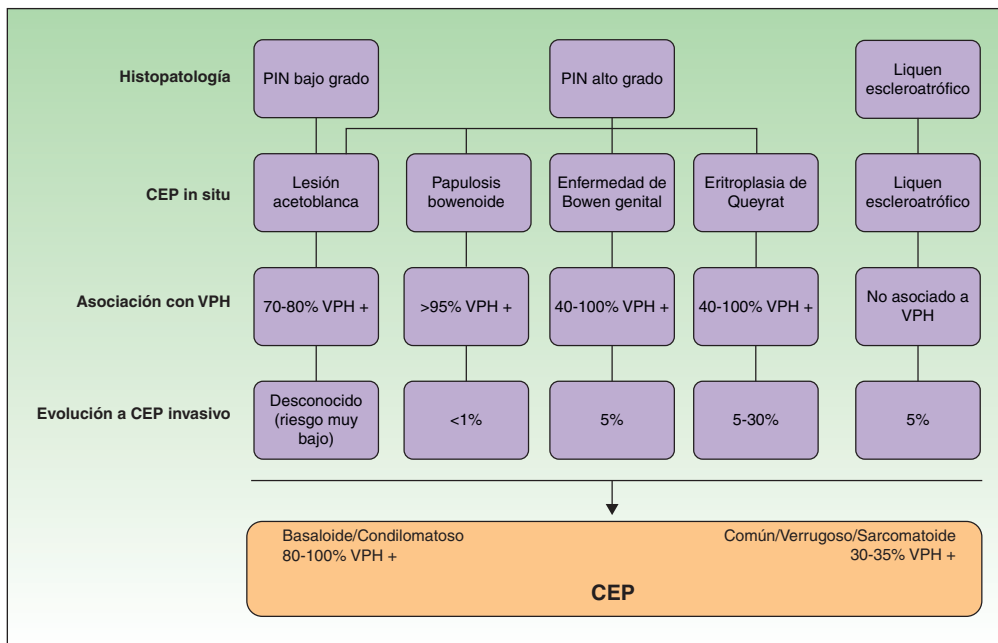 Histopatología
PIN bajo grado
PIN alto grado
Liquen
escleroatrófico
CEP in situ
Lesión
acetoblanca
Papulosis
bowenoide
Enfermedad de
Bowen genital
Eritroplasia de
Queyrat
Liquen
escleroatrófico
Asociación con VPH
70-80% VPH +
>95% VPH +
40-100% VPH +
40-100% VPH +
No asociado a
VPH
Evolución a CEP invasivo
Desconocido
(riesgo muy
bajo)
<1%
5%
5-30%
5%
Basaloide/Condilomatoso
80-100% VPH +
Común/Verrugoso/Sarcomatoide
30-35% VPH +
CEP